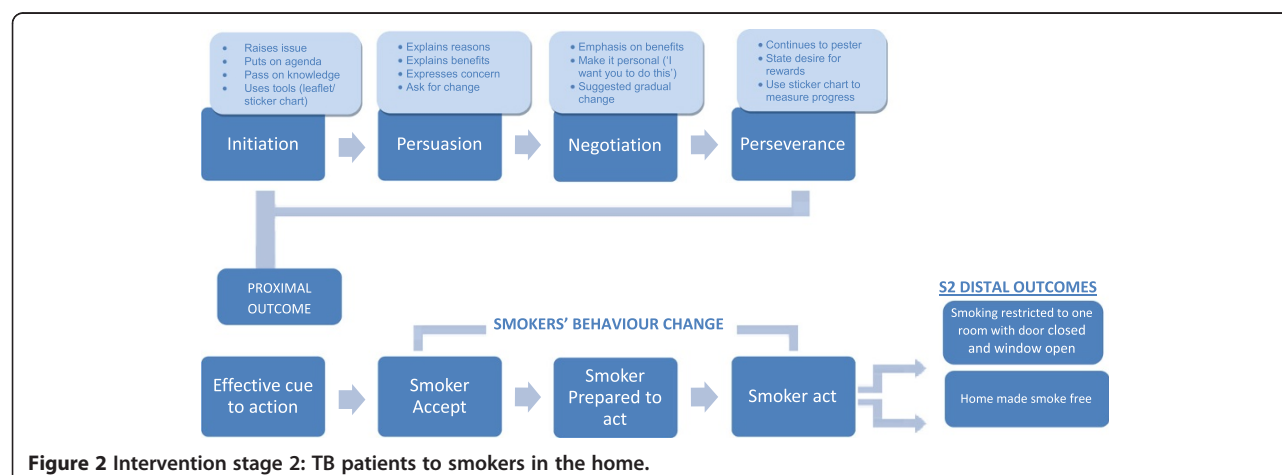 • Raises issue
• Puts on agenda
• Pass on knowledge
• Uses tools (leaflet/
sticker chart)
• Explains reasons
• Explains benefits
• Expresses concern
• Ask for change
• Emphasis on benefits
• Make it personal ('I
want you to do this')
• Suggested gradual
change
• Continues to pester
• State desire for
rewards
• Use sticker chart to
measure progress
Initiation
Persuasion
Negotiation
Perseverance
PROXIMAL
OUTCOME
SMOKERS' BEHAVIOUR CHANGE
Effective cue
to action
Smoker
Accept
Smoker
Prepared to
act
Smoker act
S2 DISTAL OUTCOMES
Smoking restricted to one
room with door closed
and window open
Home made smoke free
Figure 2 Intervention stage 2: TB patients to smokers in the home.